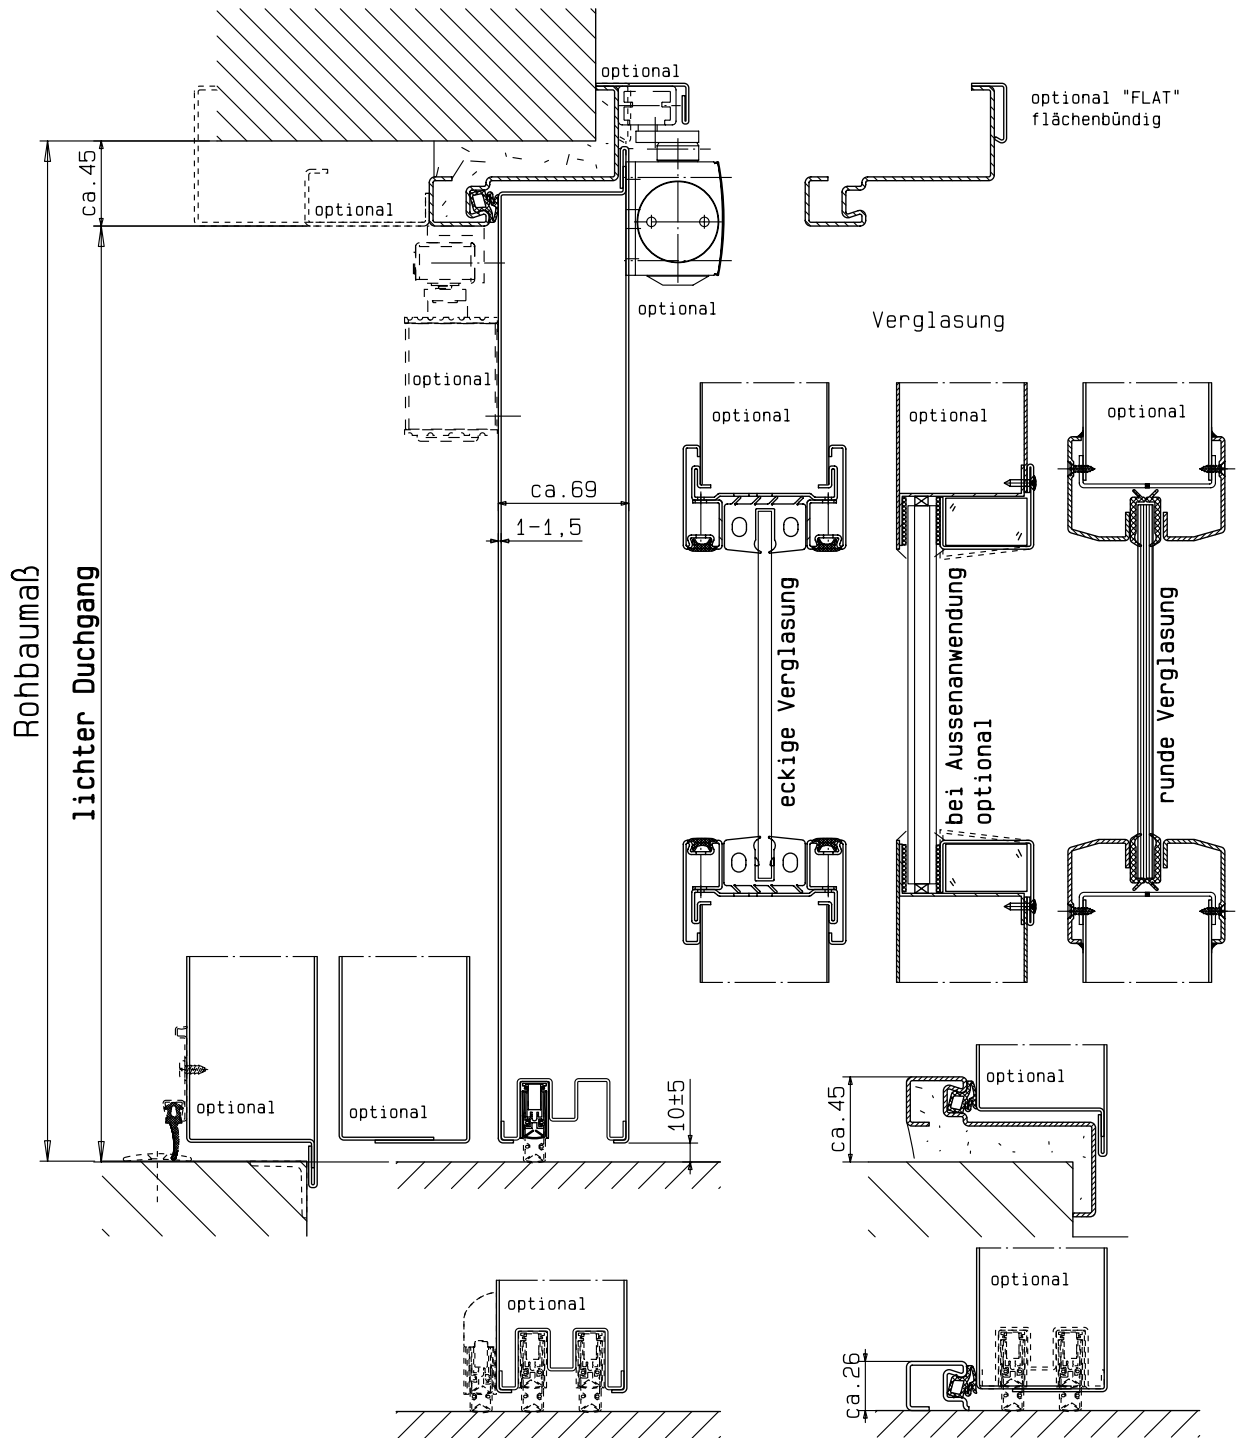 optional
optional "FLAT"
flächenbündig
ca.45
optional
optional
Verglasung
optional
optional
optional
optional
ca.69
1-1,5
Rohbaumaß
lichter Duchgang
eckige Verglasung
bei Aussenanwendung
optional
runde Verglasung
optional
optional
10±5
ca.45
optional
optional
optional
ca.26